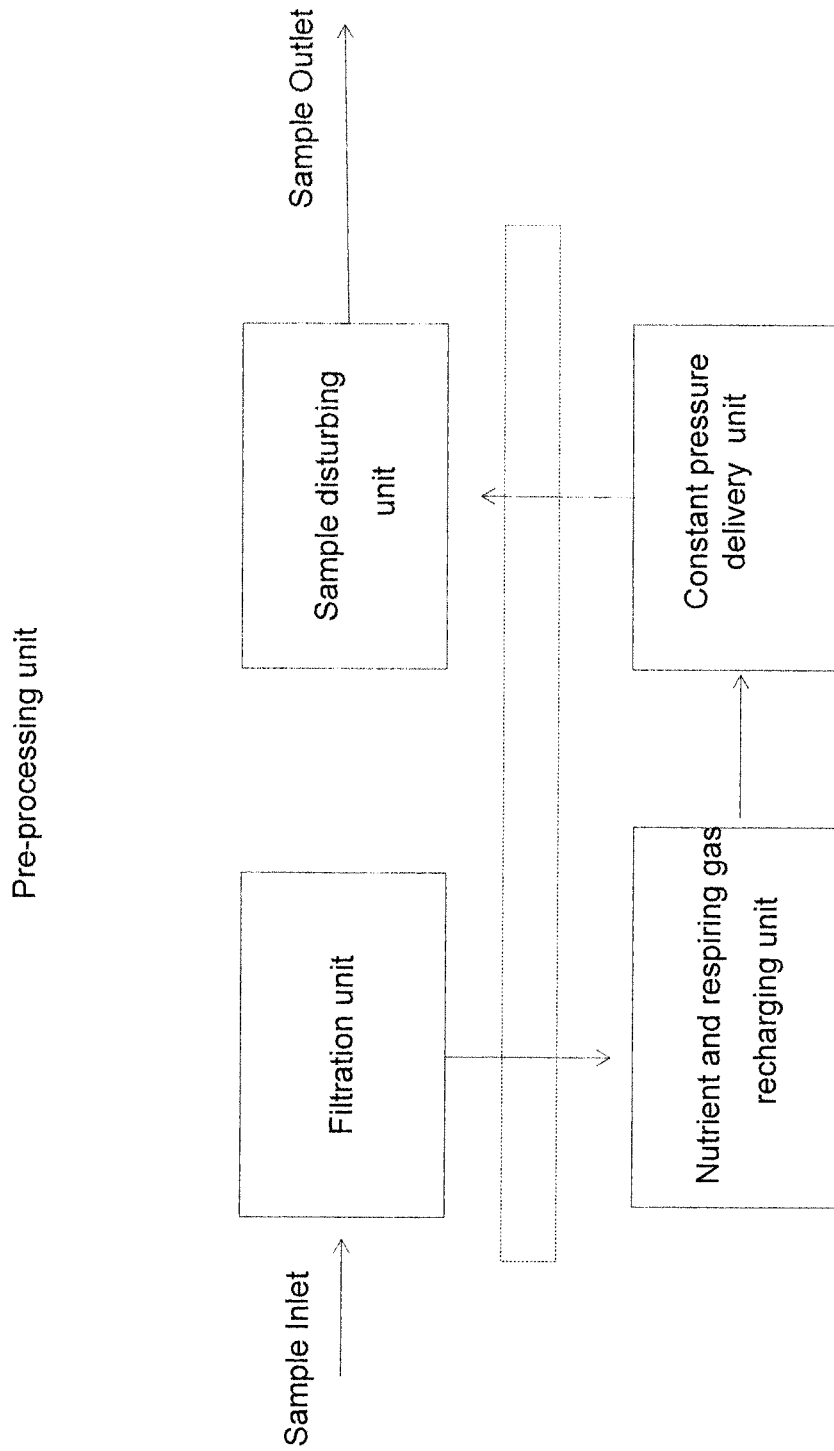 Pre-processing unit
Sample Inlet
Filtration unit
Nutrient and respiring gas
recharging unit
Constant pressure
delivery unit
Sample disturbing
unit
Sample Outlet